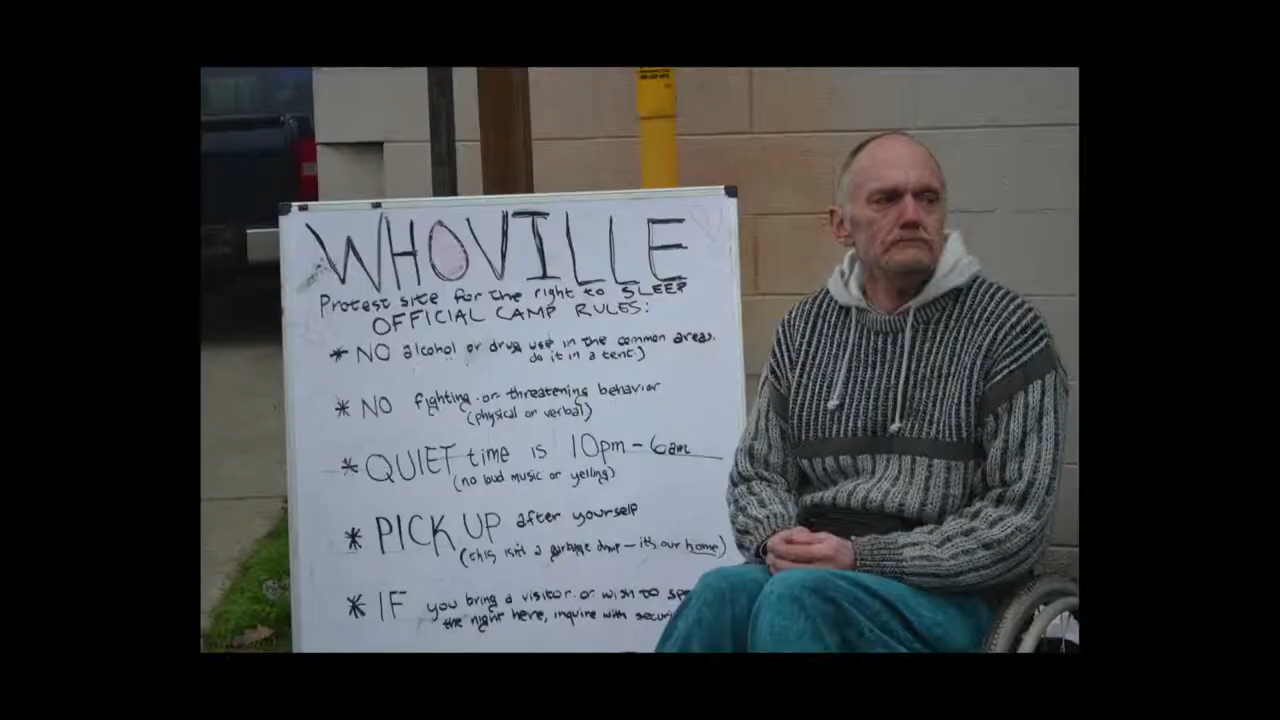 WHOVILLE
Protest site for the right to SLEEP
OFFICIAL CAMP RULES:
* NO alcohol or drug use in the common areas.
do it in a tent.)
* NO fighting or threatening behavior
(physical or verbal)
* QUIET time is 10pm - 6am
(no loud music or yelling)
* PICK UP after yourself
(this isn't a garbage dump - it's our home)
* IF you bring a visitor or wish to
the night here, inquire with